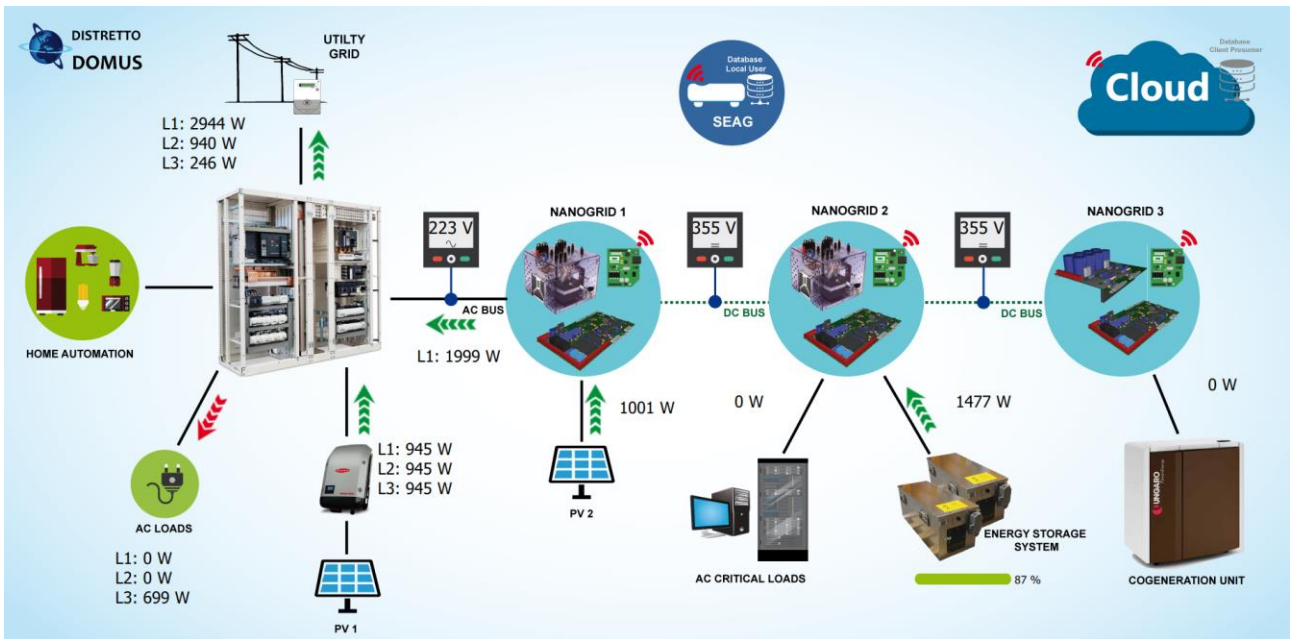 DISTRETTO
DOMUS
UTILTY
GRID
L1: 2944 W
L2: 940 W
L3: 246 W
Database
Local User
SEAG
Database
Client Prosumer
Cloud
HOME AUTOMATION
223 V
AC BUS
L1: 1999 W
NANOGRID 1
355 V
DC BUS
NANOGRID 2
355 V
DC BUS
NANOGRID 3
AC LOADS
L1: 0 W
L2: 0 W
L3: 699 W
L1: 945 W
L2: 945 W
L3: 945 W
PV 1
1001 W
PV 2
0 W
AC CRITICAL LOADS
1477 W
ENERGY STORAGE
SYSTEM
87 %
0 W
UNGARO
COGENERATION UNIT